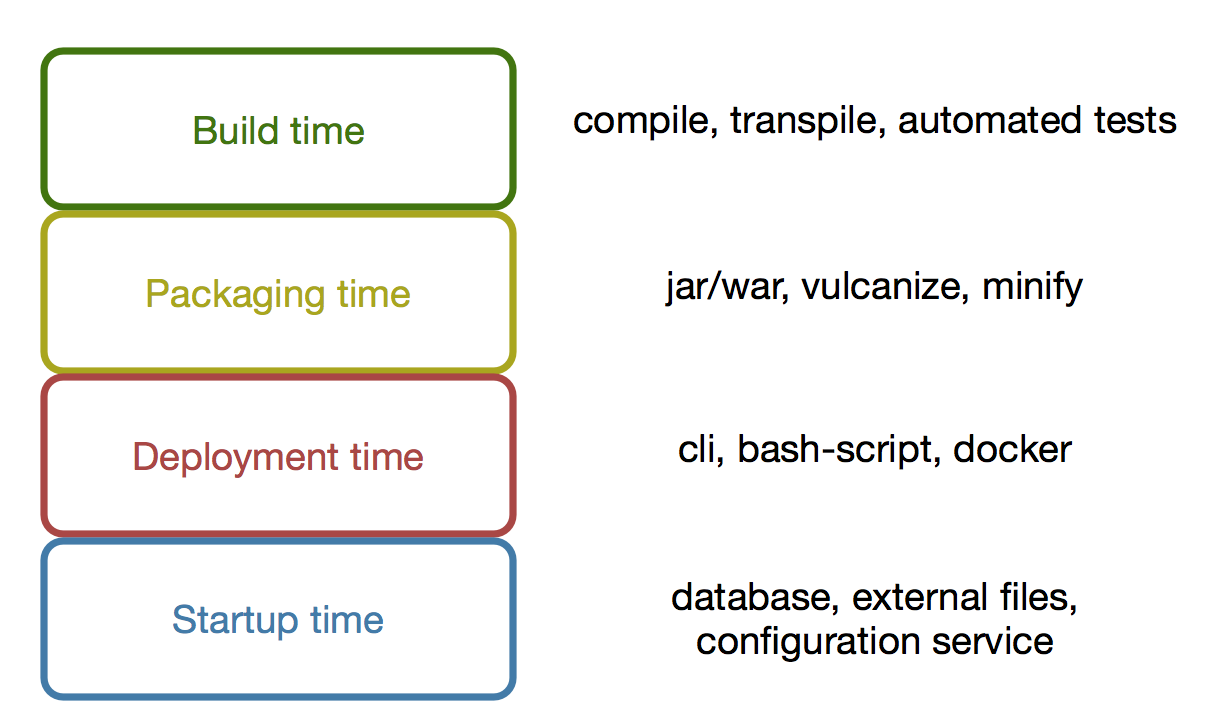 Build time
compile, transpile, automated tests
Packaging time
jar/war, vulcanize, minify
Deployment time
cli, bash-script, docker
Startup time
database, external files,
configuration service